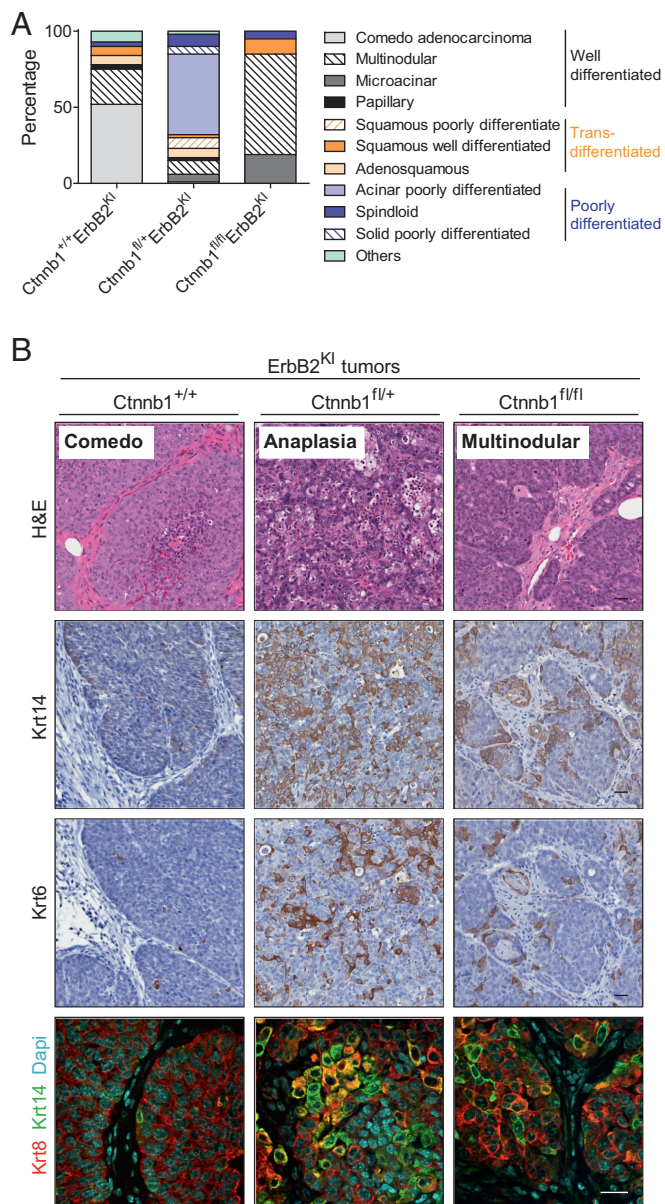 A
Percentage
100
50
0
Ctnnb1+/+ErbB2KI
Ctnnb1fl/+ErbB2KI
Ctnnb1fl/flErbB2KI
Comedo adenocarcinoma
Multinodular
Microacinar
Papillary
Well
differentiated
Squamous poorly differentiate
Squamous well differentiated
Adenosquamous
Trans-
differentiated
Acinar poorly differentiated
Spindloid
Solid poorly differentiated
Poorly
differentiated
Others
B
ErbB2KI tumors
Ctnnb1+/+
Ctnnb1fl/+
Ctnnb1fl/fl
H&E
Comedo
Anaplasia
Multinodular
Krt14
Krt6
Krt8 Krt14 Dapi